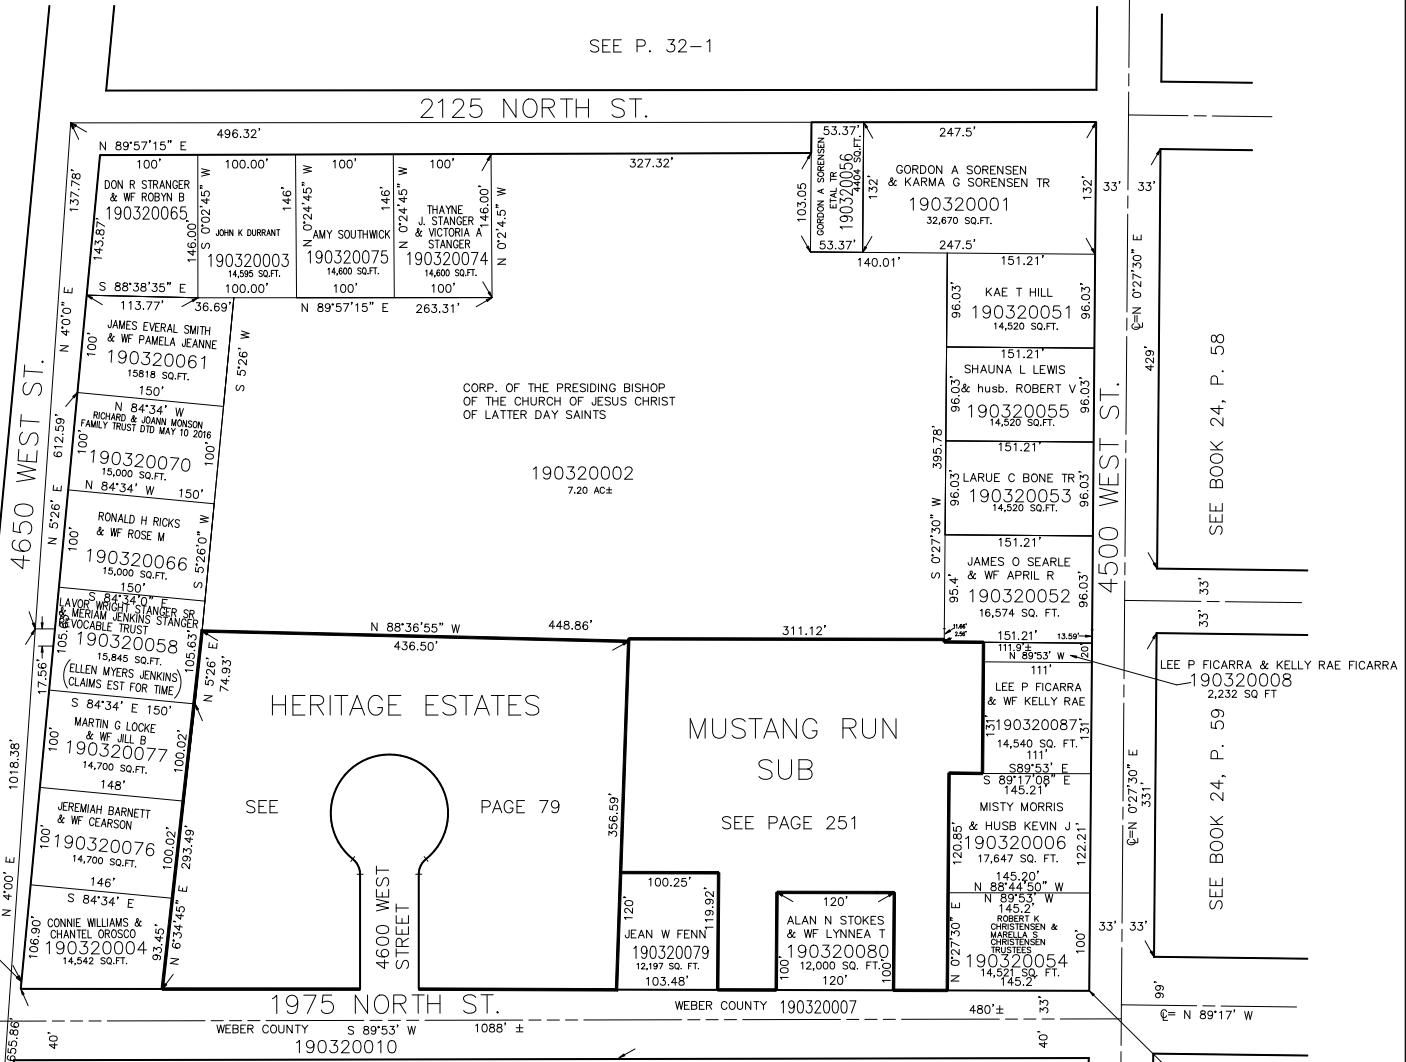 SEE P. 32-1
2125 NORTH ST.
496.32'
N 89°57'15" E
100'
100.00'
100'
100'
327.32'
53.37'
247.5'
137.78'
143.87'
DON R STRANGER
& WF ROBYN B
190320065
146.00'
S 0°02'45" W
146'
JOHN K DURRANT
190320003
14,595 SQ.FT.
100.00'
N 0°24'45" W
146'
AMY SOUTHWICK
190320075
14,600 SQ.FT.
100'
N 0°24'45" W
THAYNE
J. STANGER
& VICTORIA A
STANGER
190320074
14,600 SQ.FT.
100'
146.00'
N 0°2'4.5" W
103.05
GORDON A SORENSEN
ETAL TR
190320056
4404 SQ.FT.
53.37'
132'
GORDON A SORENSEN
& KARMA G SORENSEN TR
190320001
32,670 SQ.FT.
132'
247.5'
33'
33'
S 88°38'35" E
113.77'
36.69'
N 89°57'15" E
263.31'
140.01'
151.21'
N 4°0'0" E
100'
JAMES EVERAL SMITH
& WF PAMELA JEANNE
190320061
15818 SQ.FT.
150'
S 5°26' W
96.03'
KAE T HILL
190320051
14,520 SQ.FT.
96.03'
℄=N 0°27'30" E
429'
151.21'
N 84°34' W
RICHARD & JOANN MONSON
FAMILY TRUST DTD MAY 10 2016
100'
190320070
15,000 SQ.FT.
100'
612.59'
4650 WEST ST.
CORP. OF THE PRESIDING BISHOP
OF THE CHURCH OF JESUS CHRIST
OF LATTER DAY SAINTS
190320002
7.20 AC±
96.03'
SHAUNA L LEWIS
& husb. ROBERT V
190320055
14,520 SQ.FT.
96.03'
151.21'
395.78'
4500 WEST ST.
SEE BOOK 24, P. 58
N 84°34' W 150'
N 5°26' E
100'
RONALD H RICKS
& WF ROSE M
190320066
15,000 SQ.FT.
150'
S 5°26'0" W
96.03'
LARUE C BONE TR
190320053
14,520 SQ.FT.
96.03'
151.21'
S 0°27'30" W
95.4'
JAMES O SEARLE
& WF APRIL R
190320052
16,574 SQ. FT.
96.03'
33'
33'
S 84°34'0" E
LAVOR WRIGHT STANGER SR
& MERIAM JENKINS STANGER
REVOCABLE TRUST
105.63'
190320058
15,845 SQ.FT.
(ELLEN MYERS JENKINS)
(CLAIMS EST FOR TIME)
105.63'
N 5°26' E
74.93'
17.56'
N 88°36'55" W
448.86'
436.50'
311.12'
11.66'
2.56'
151.21'
13.59'
111.9'±
N 89°53' W
20'
LEE P FICARRA & KELLY RAE FICARRA
190320008
2,232 SQ FT
S 84°34' E 150'
100'
MARTIN G LOCKE
& WF JILL B
190320077
14,700 SQ.FT.
148'
100.02'
HERITAGE ESTATES
SEE
PAGE 79
MUSTANG RUN
SUB
SEE PAGE 251
111'
131'
LEE P FICARRA
& WF KELLY RAE
190320087
14,540 SQ. FT.
131'
111'
S89°53' E
S 89°17'08" E
145.21'
1018.38'
100'
JEREMIAH BARNETT
& WF CEARSON
190320076
14,700 SQ.FT.
146'
100.02'
293.49'
356.59'
120.85'
MISTY MORRIS
& HUSB KEVIN J
190320006
17,647 SQ. FT.
122.21'
145.20'
N 88°44'50" W
℄=N 0°27'30" E
331'
SEE BOOK 24, P. 59
N 4°00' E
S 84°34' E
106.90'
CONNIE WILLIAMS &
CHANTEL OROSCO
190320004
14,542 SQ.FT.
93.45'
N 6°34'45" E
4600 WEST
STREET
100.25'
120'
119.92'
JEAN W FENN
190320079
12,197 SQ. FT.
103.48'
120'
ALAN N STOKES
& WF LYNNEA T
190320080
100'
12,000 SQ.FT.
100'
120'
N 89°53' W
145.2'
N 0°27'30" E
ROBERT K
CHRISTENSEN &
MARELLA S
CHRISTENSEN
TRUSTEES
190320054
14,521 SQ.FT.
145.2'
100'
33'
33'
1975 NORTH ST.
WEBER COUNTY 190320007
480'±
33'
99'
℄= N 89°17' W
655.86'
40'
WEBER COUNTY
S 89°53' W
1088' ±
190320010
40'